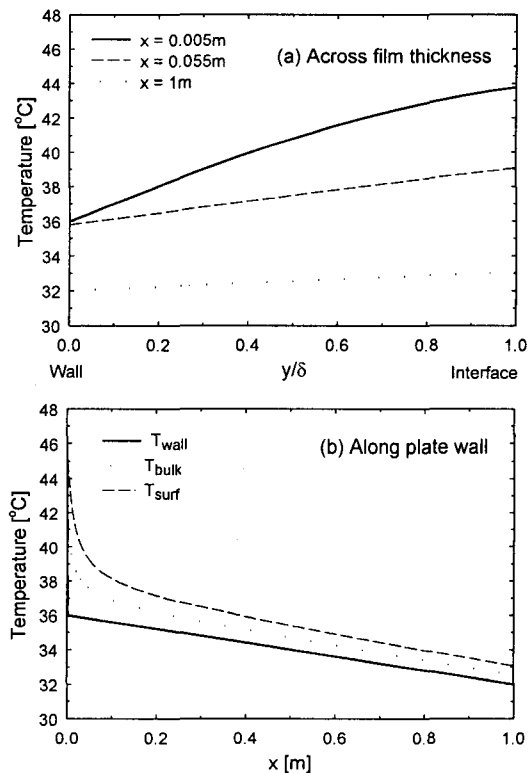 48
46
44
42
40
38
36
34
32
30
Temperature [°C]
x = 0.005m
x = 0.055m
x = 1m
(a) Across film thickness
0.0 0.2 0.4 0.6 0.8 1.0
Wall y/δ Interface
48
46
44
42
40
38
36
34
32
30
Temperature [°C]
T_wall
T_bulk
T_surf
(b) Along plate wall
0.0 0.2 0.4 0.6 0.8 1.0
x [m]